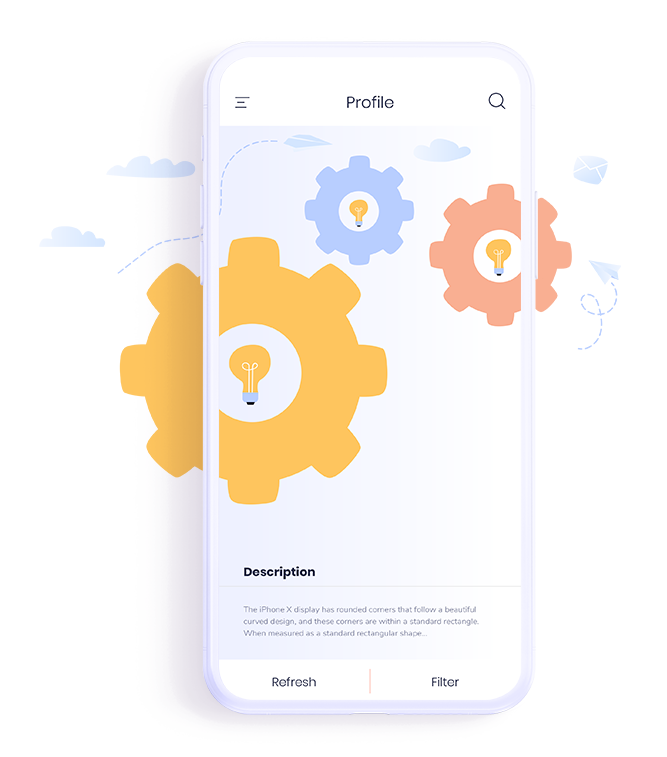 Profile
Description
The iPhone X display has rounded corners that follow a beautiful
curved design, and these corners are within a standard rectangle.
When measured as a standard rectangular shape...
Refresh
Filter